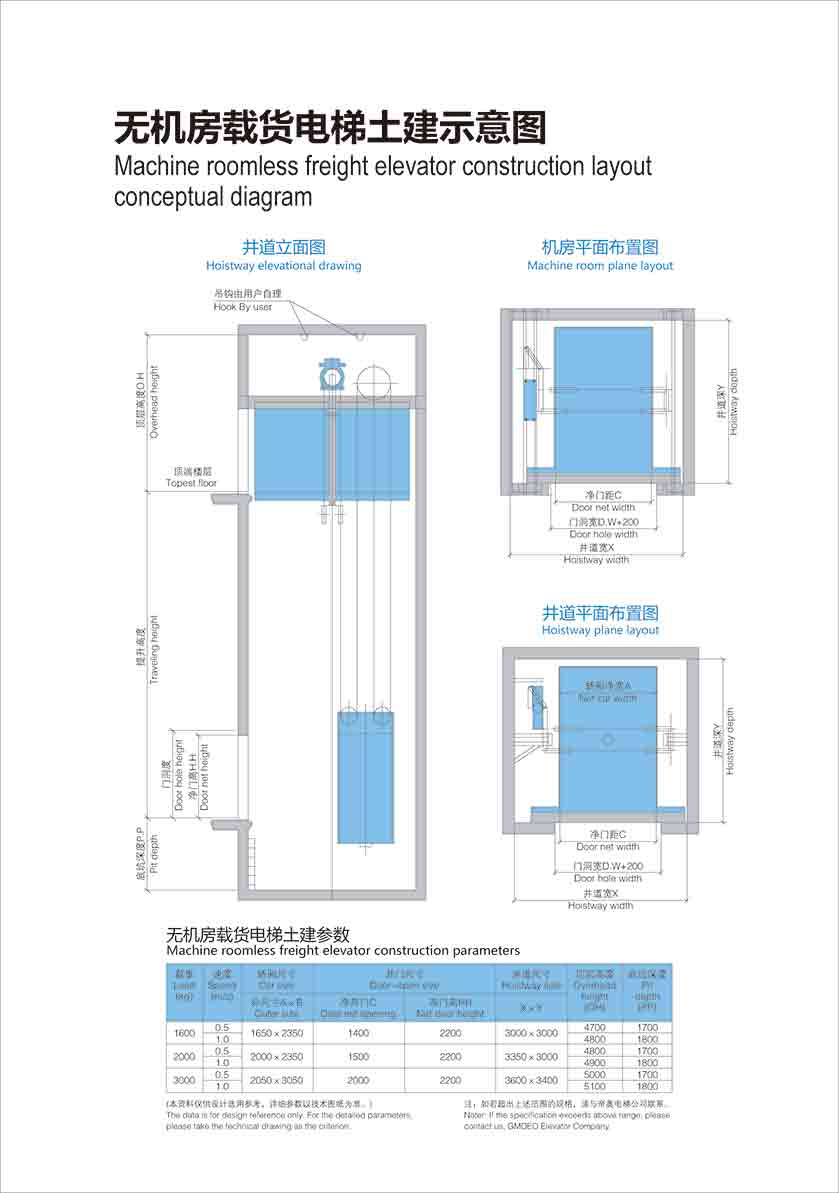 无机房载货电梯土建示意图
Machine roomless freight elevator construction layout
conceptual diagram
井道立面图
Hoistway elevational drawing
吊钩由用户自理
Hook By user
顶层高度O.H
Overhead height
顶端楼层
Topest floor
提升高度
Traveling height
门洞度
Door hole height
净门高H.H
Door net height
底坑深度P.P
Pit depth
机房平面布置图
Machine room plane layout
井道深Y
Hoistway depth
净门距C
Door net width
门洞宽D.W+200
Door hole width
井道宽X
Hoistway width
井道平面布置图
Hoistway plane layout
轿厢净宽A
Net car width
井道深Y
Hoistway depth
净门距C
Door net width
门洞宽D.W+200
Door hole width
井道宽X
Hoistway width
无机房载货电梯土建参数
Machine roomless freight elevator construction parameters
载重 速度 轿厢尺寸 井道尺寸 顶层高度 底坑深度
Load Speed Car size Door-open size Hoistway size Overhead Pit
(kg) (m/s) height -depth
(OH) (PP)
A×B 净开门C 净门高HH X×Y
Outer size Door net opening Net door height
1600 0.5 1650 x 2350 1400 2200 3000 x 3000 4700 1700
1.0 4800 1800
2000 0.5 2000 x 2350 1500 2200 3350 x 3000 4800 1700
1.0 4900 1800
3000 0.5 2050 x 3050 2000 2200 3600 x 3400 5000 1700
1.0 5100 1800
(本资料仅供设计选用参考，详细参数以技术图纸为准。)
The data is for design reference only. For the detailed parameters,
please take the technical drawing as the criterion.
注：如若超出上述范围的规格，请与帝奥电梯公司联系。
Noter: If the specification exceeds above range, please
contact us, GMDEO Elevator Company.